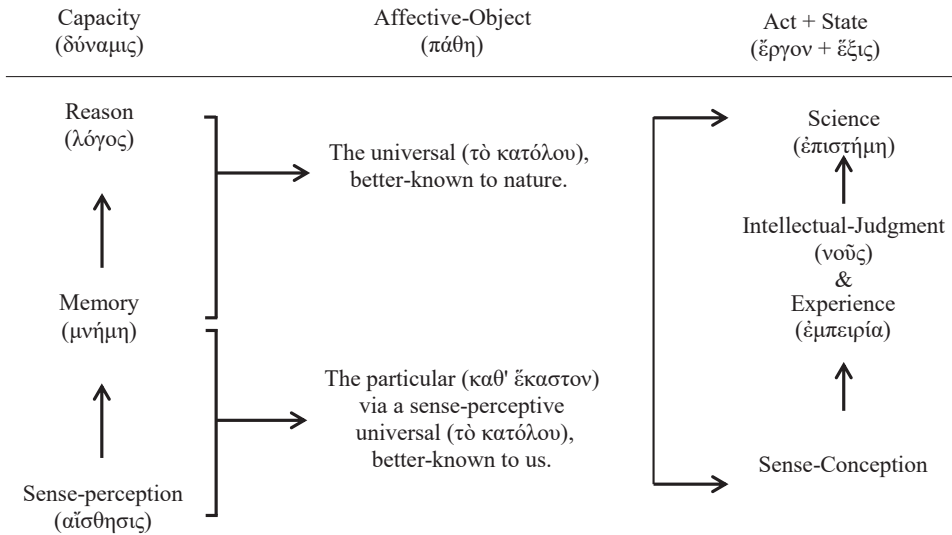 Capacity
(δύναμις)
Affective-Object
(πάθη)
Act + State
(ἔργον + ἕξις)
Reason
(λόγος)
Memory
(μνήμη)
Sense-perception
(αἴσθησις)
The universal (τὸ κατόλου),
better-known to nature.
The particular (καθ' ἕκαστον)
via a sense-perceptive
universal (τὸ κατόλου),
better-known to us.
Science
(ἐπιστήμη)
Intellectual-Judgment
(νοῦς)
&
Experience
(ἐμπειρία)
Sense-Conception